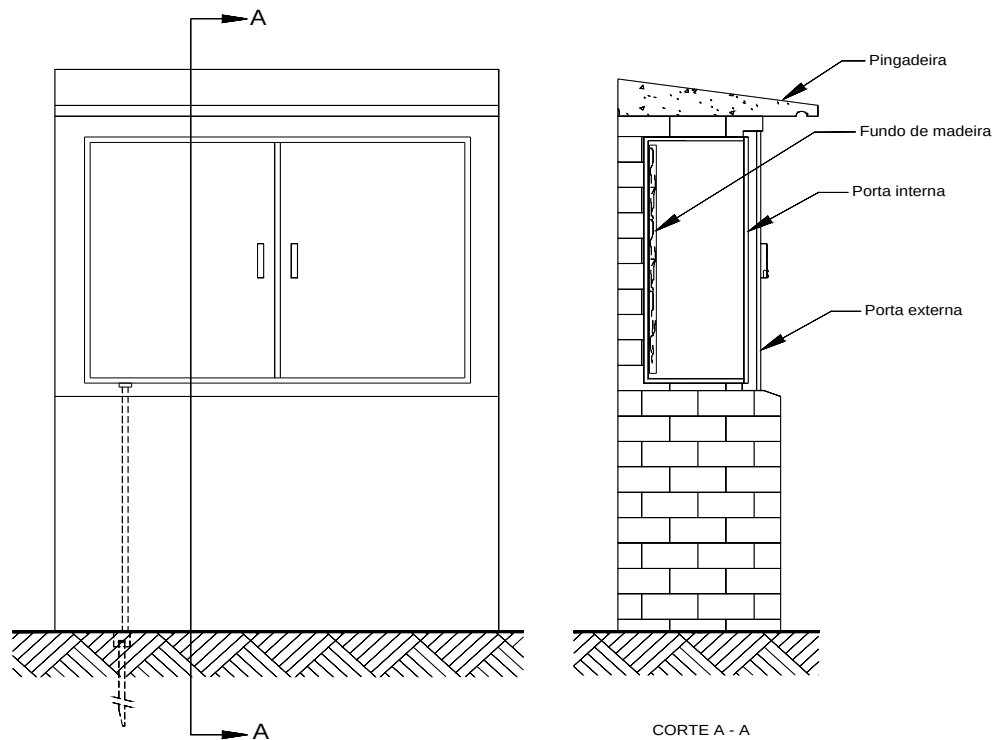 A
Pingadeira
Fundo de madeira
Porta interna
Porta externa
A
CORTE A - A